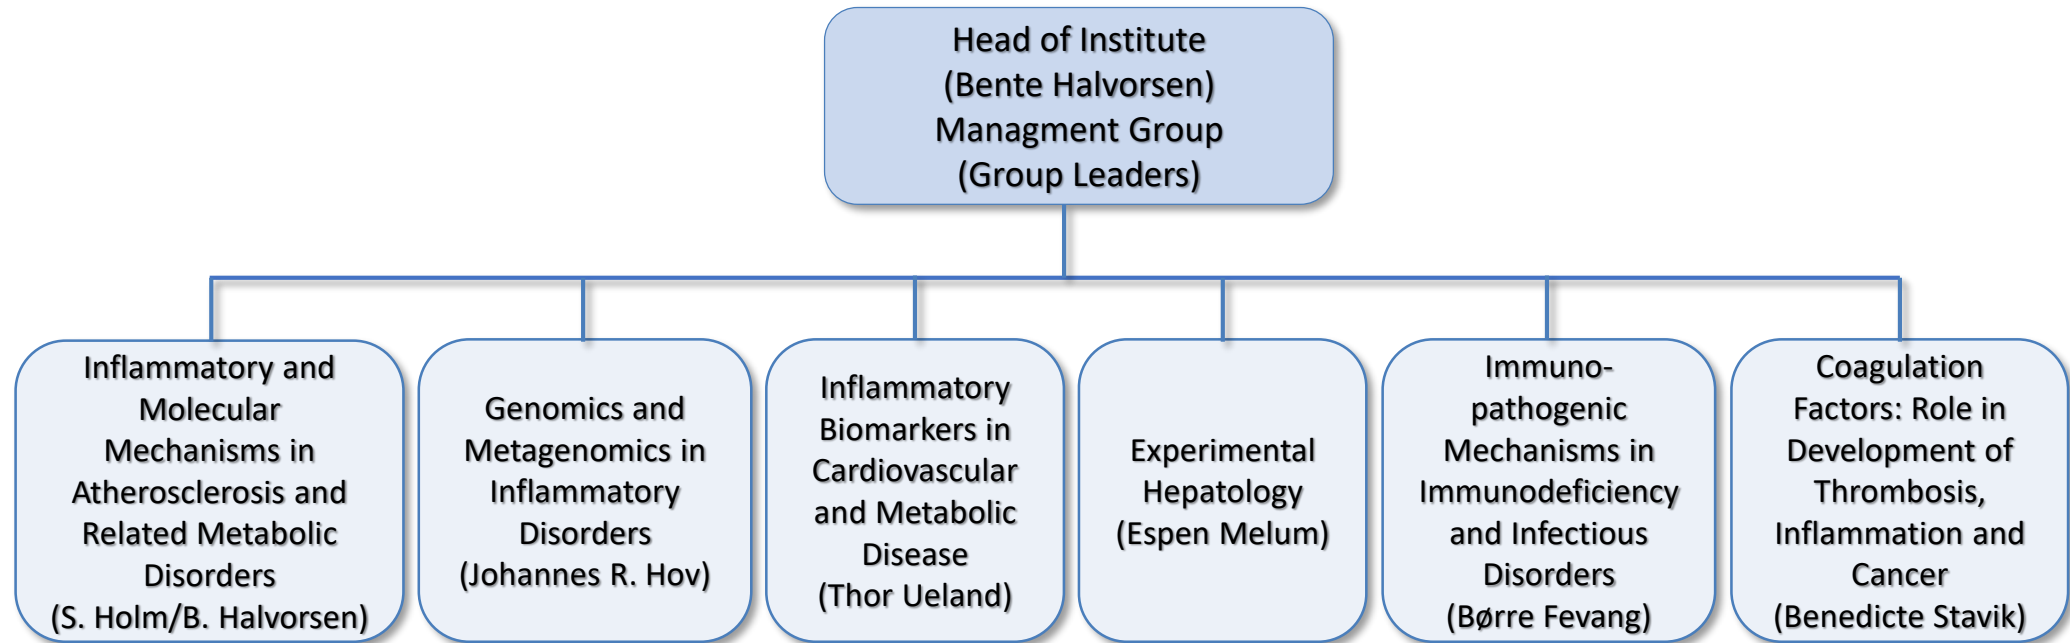 Head of Institute
(Bente Halvorsen)
Managment Group
(Group Leaders)
Inflammatory and
Molecular
Mechanisms in
Atherosclerosis and
Related Metabolic
Disorders
(S. Holm/B. Halvorsen)
Genomics and
Metagenomics in
Inflammatory
Disorders
(Johannes R. Hov)
Inflammatory
Biomarkers in
Cardiovascular
and Metabolic
Disease
(Thor Ueland)
Experimental
Hepatology
(Espen Melum)
Immuno-
pathogenic
Mechanisms in
Immunodeficiency
and Infectious
Disorders
(Børre Fevang)
Coagulation
Factors: Role in
Development of
Thrombosis,
Inflammation and
Cancer
(Benedicte Stavik)